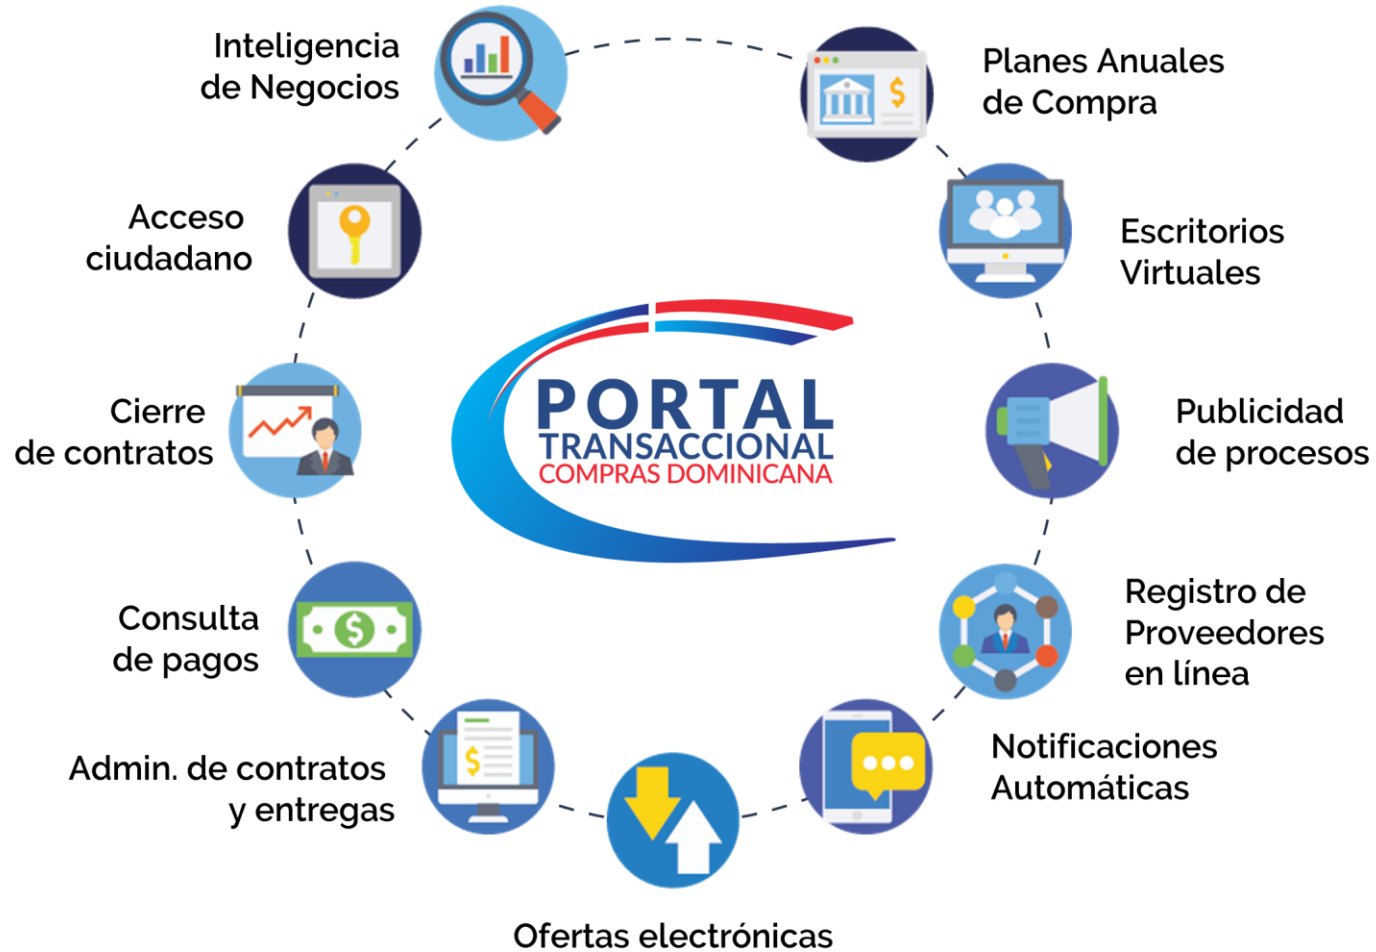 Inteligencia
de Negocios
Planes Anuales
de Compra
Acceso
ciudadano
Escritorios
Virtuales
PORTAL
TRANSACCIONAL
COMPRAS DOMINICANA
Cierre
de contratos
Publicidad
de procesos
Consulta
de pagos
Registro de
Proveedores
en línea
Admin. de contratos
y entregas
Notificaciones
Automáticas
Ofertas electrónicas